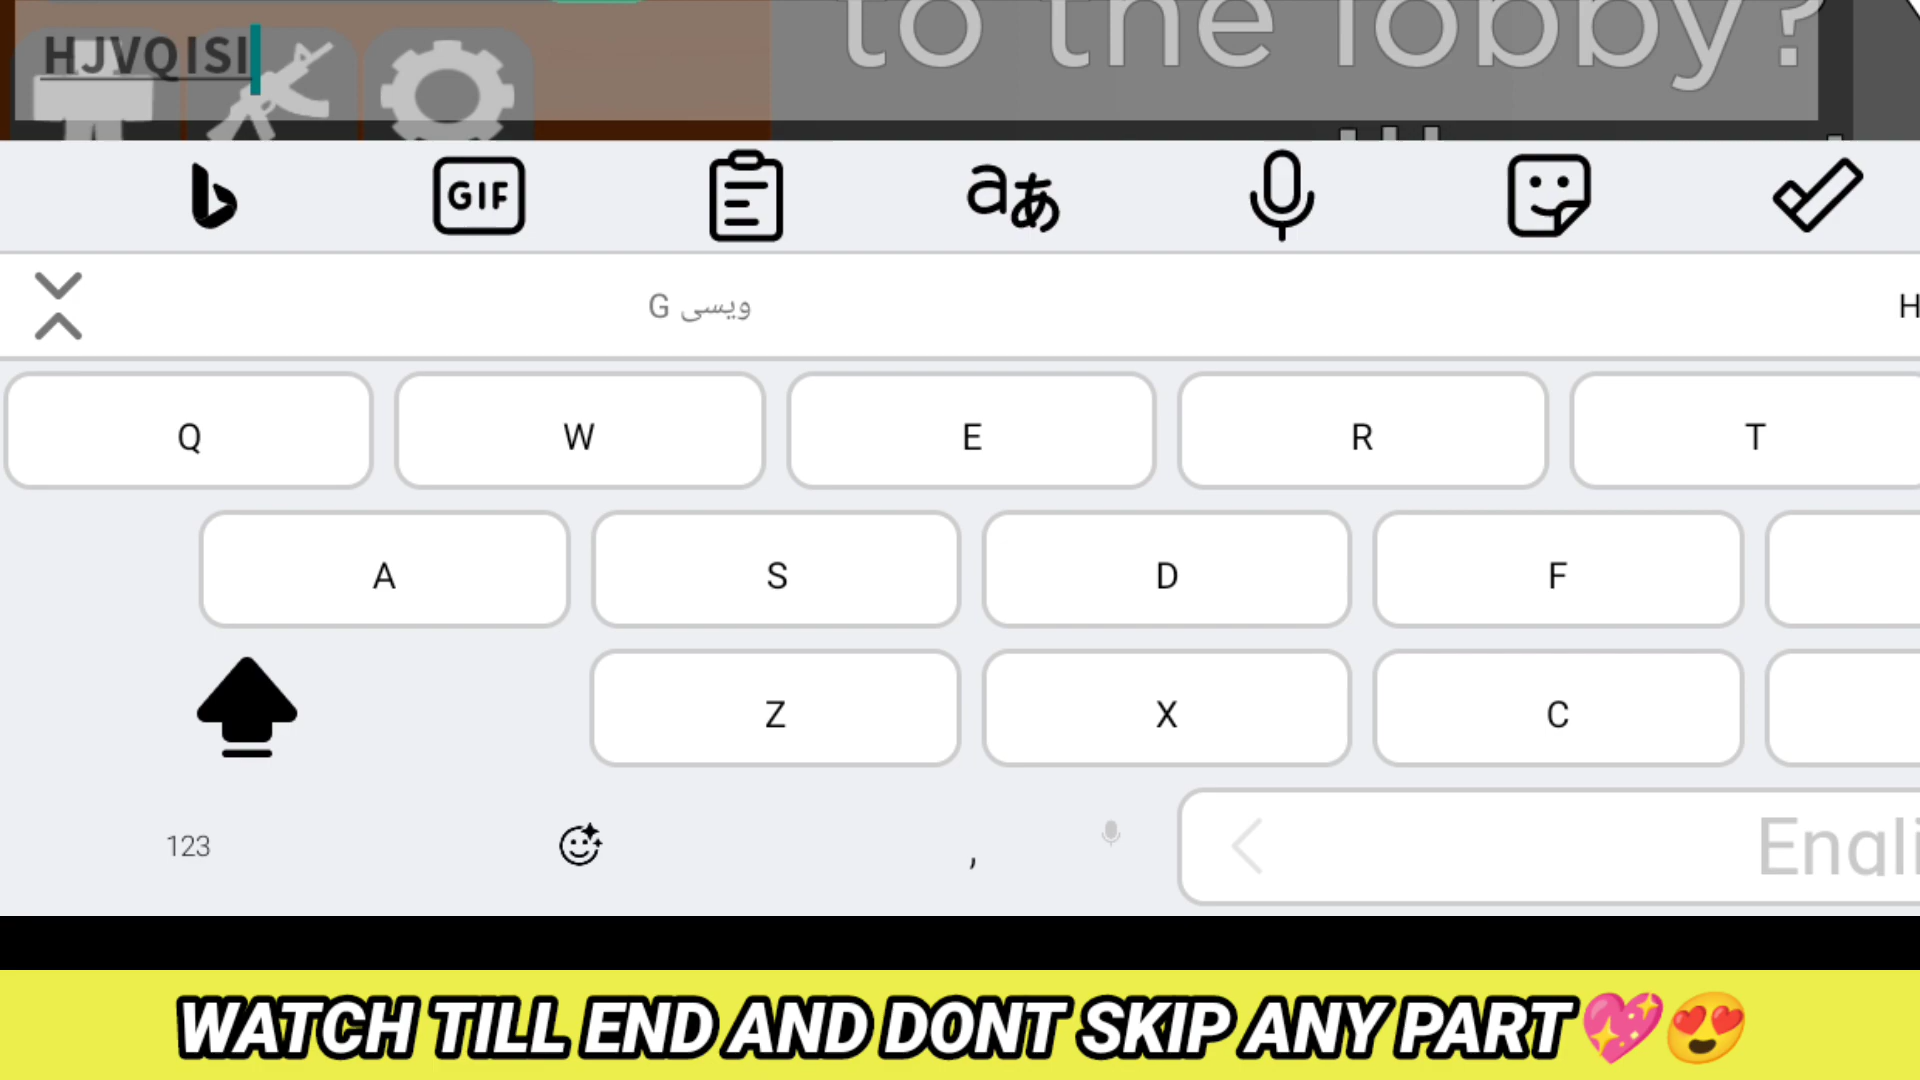 to the lobby?
HJVQISI
GIF
aあ
G ویسی
H
Q W E R T
A S D F
Z X C
123 , Engli
WATCH TILL END AND DONT SKIP ANY PART💖😍